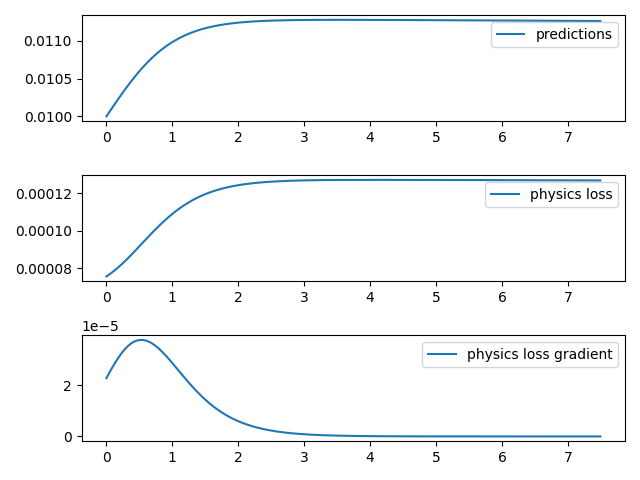 0.0110
0.0105
0.0100
predictions
0 1 2 3 4 5 6 7
0.00012
0.00010
0.00008
physics loss
0 1 2 3 4 5 6 7
1e−5
2
0
physics loss gradient
0 1 2 3 4 5 6 7